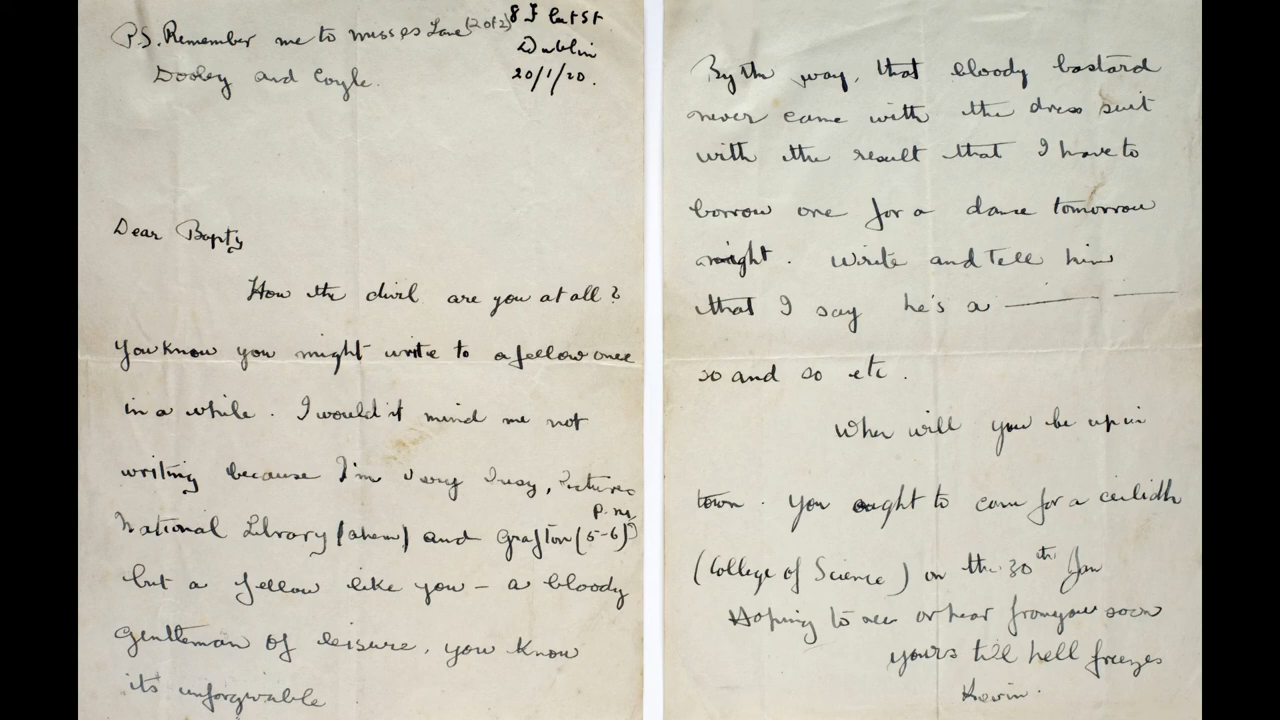 P.S. Remember me to misses Lane (2 of 2)
Dooley and Coyle.
8 Flatst
Dublin
20/1/20.
Dear Bapty
How the divil are you at all?
You know you might write to a fellow once
in a while. I would'nt mind me not
writing because I'm very busy, Pictures
National Library (ahem) and Grafton (5-6 P.M.)
but a fellow like you - a bloody
gentleman of leisure, you know
its unforgivable
By the way, that bloody bastard
never came with the dress suit
with the result that I have to
borrow one for a dance tomorrow
night. Write and tell him
that I say he's a —— ——
so and so etc.
When will you be up in
town. You ought to come for a ceilidh
(College of Science) on the 30th Jan
Hoping to see or hear from you soon
yours till hell freezes
Kevin.